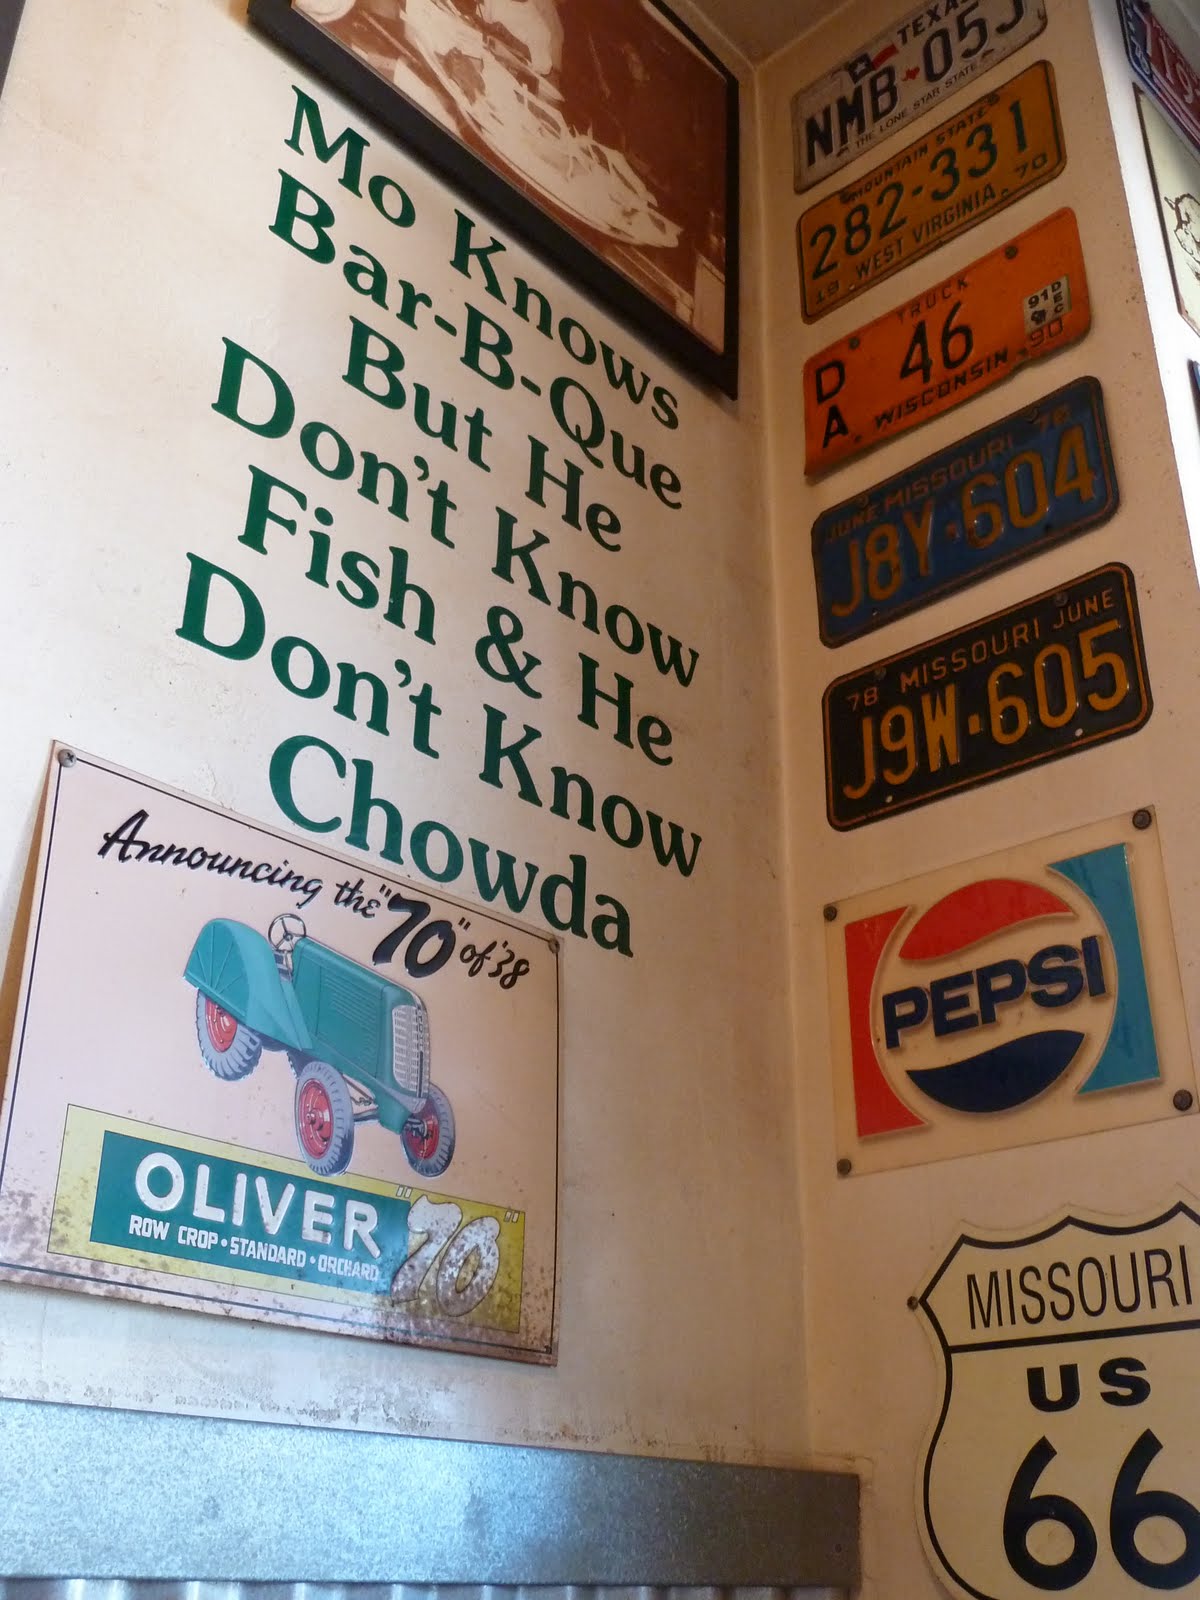 Mo Knows
Bar-B-Que
But He
Don't Know
Fish & He
Don't Know
Chowda
Announcing the "70" of '38
OLIVER "70"
ROW CROP • STANDARD • ORCHARD
TEXAS
NMB 05J
THE LONE STAR STATE
MOUNTAIN STATE
282-331
19 WEST VIRGINIA 70
TRUCK
DA 46
91 DEC
WISCONSIN 90
JUNE MISSOURI 78
J8Y-604
78 MISSOURI JUNE
J9W-605
PEPSI
MISSOURI
US
66